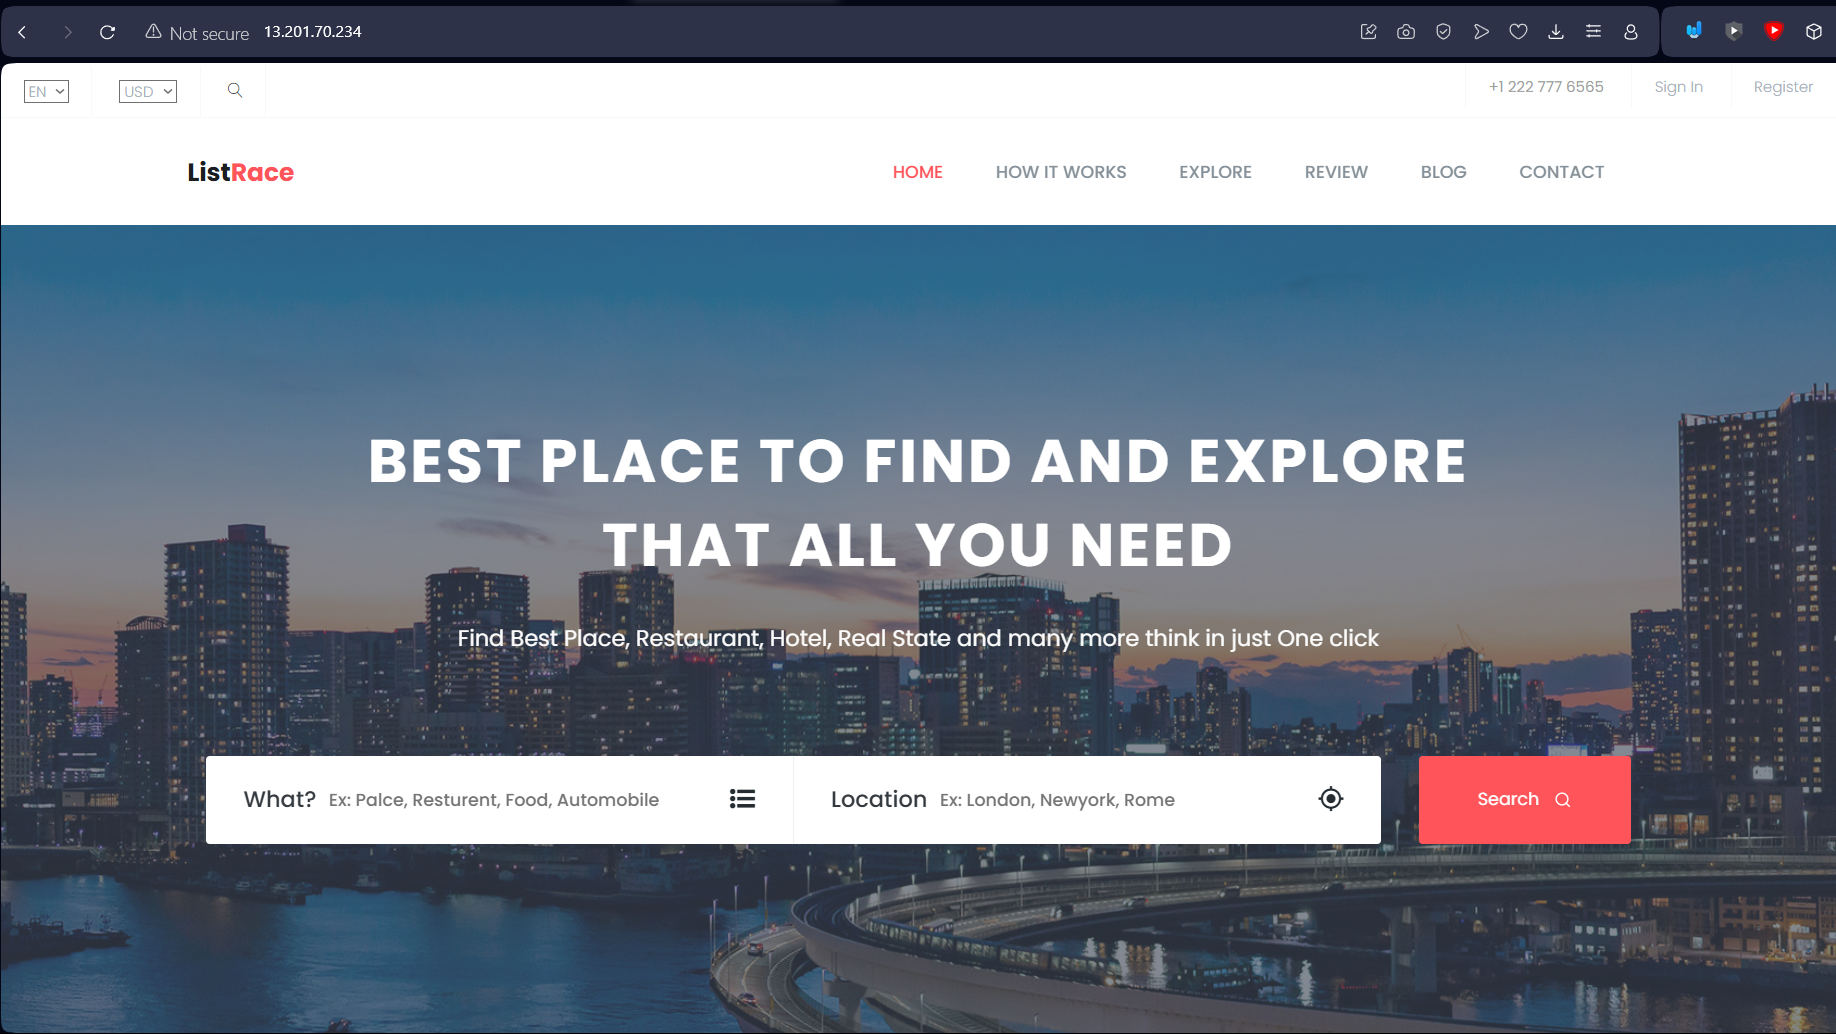 Not secure 13.201.70.234
EN USD
+1 222 777 6565 Sign In Register
ListRace
HOME HOW IT WORKS EXPLORE REVIEW BLOG CONTACT
BEST PLACE TO FIND AND EXPLORE
THAT ALL YOU NEED
Find Best Place, Restaurant, Hotel, Real State and many more think in just One click
What? Ex: Palce, Resturent, Food, Automobile Location Ex: London, Newyork, Rome Search